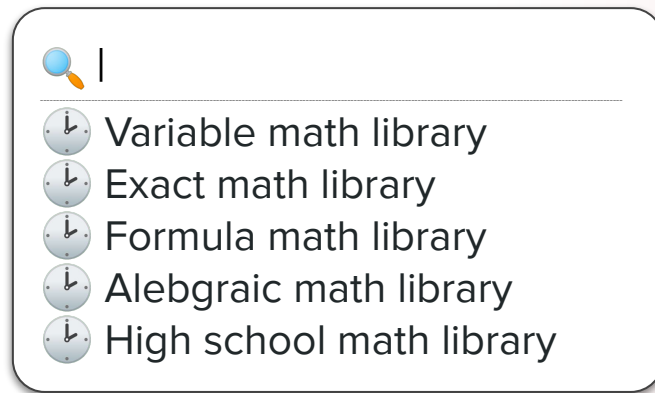 Variable math library
Exact math library
Formula math library
Alebgraic math library
High school math library